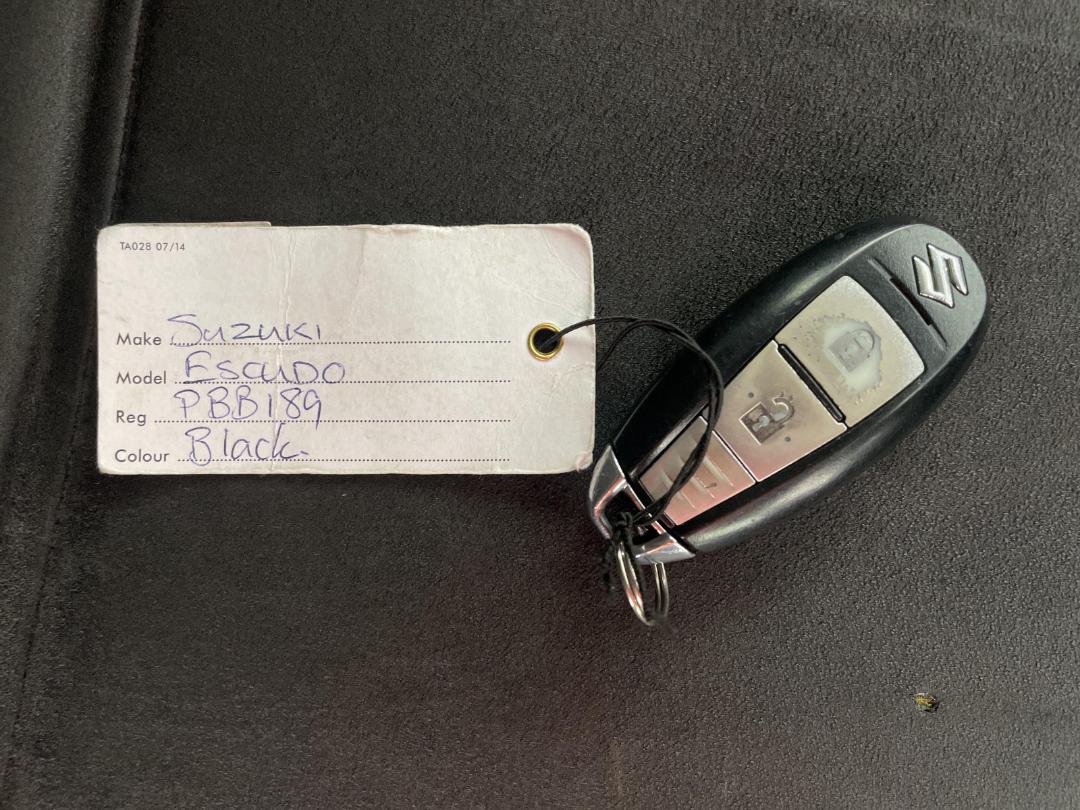 TA028 07/14
Make Suzuki
Model Escudo
Reg PBB189
Colour Black